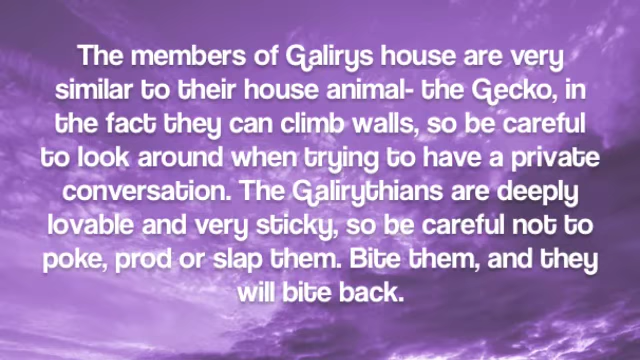 The members of Galirys house are very
similar to their house animal- the Gecko, in
the fact they can climb walls, so be careful
to look around when trying to have a private
conversation. The Galirythians are deeply
lovable and very sticky, so be careful not to
poke, prod or slap them. Bite them, and they
will bite back.